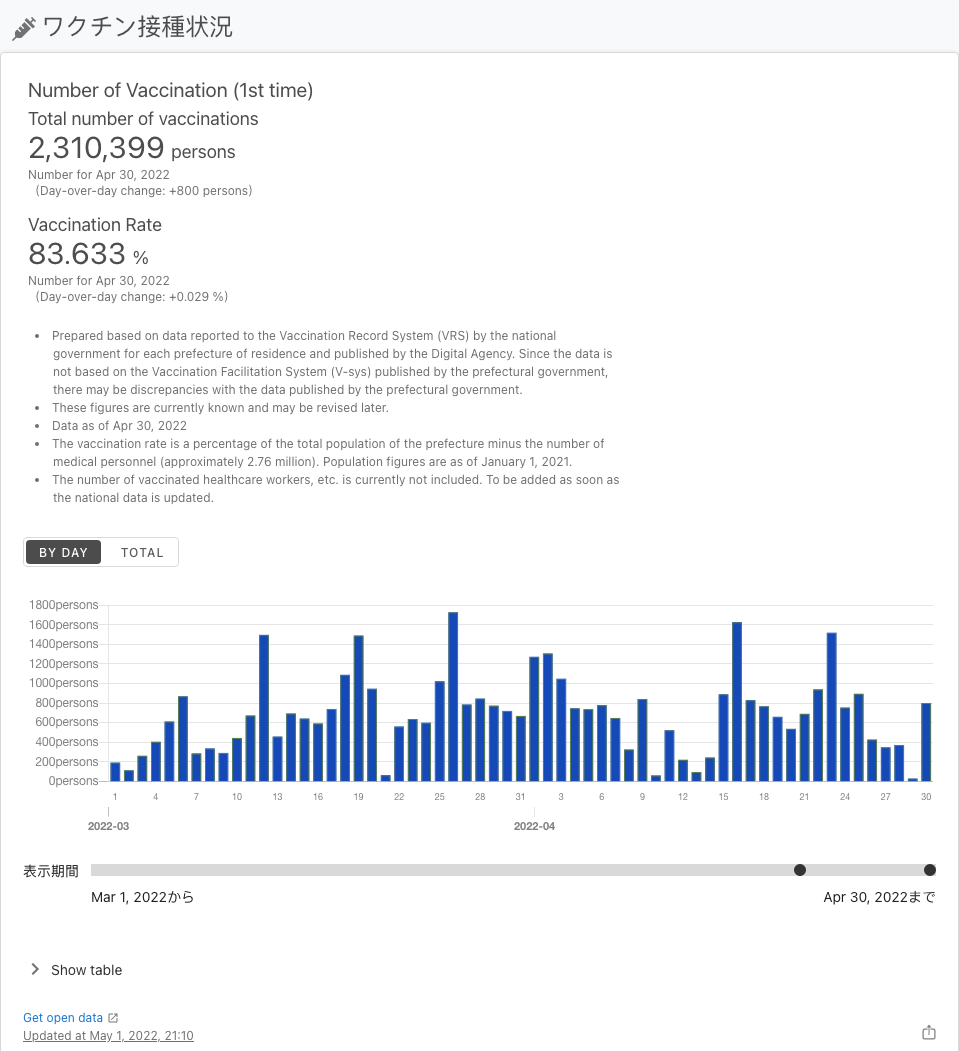 ワクチン接種状況
Number of Vaccination (1st time)
Total number of vaccinations
2,310,399 persons
Number for Apr 30, 2022
(Day-over-day change: +800 persons)
Vaccination Rate
83.633 %
Number for Apr 30, 2022
(Day-over-day change: +0.029 %)
• Prepared based on data reported to the Vaccination Record System (VRS) by the national
government for each prefecture of residence and published by the Digital Agency. Since the data is
not based on the Vaccination Facilitation System (V-sys) published by the prefectural government,
there may be discrepancies with the data published by the prefectural government.
• These figures are currently known and may be revised later.
• Data as of Apr 30, 2022
• The vaccination rate is a percentage of the total population of the prefecture minus the number of
medical personnel (approximately 2.76 million). Population figures are as of January 1, 2021.
• The number of vaccinated healthcare workers, etc. is currently not included. To be added as soon as
the national data is updated.
BY DAY TOTAL
1800persons
1600persons
1400persons
1200persons
1000persons
800persons
600persons
400persons
200persons
0persons
1 4 7 10 13 16 19 22 25 28 31 3 6 9 12 15 18 21 24 27 30
2022-03 2022-04
表示期間
Mar 1, 2022から Apr 30, 2022まで
Show table
Get open data
Updated at May 1, 2022, 21:10